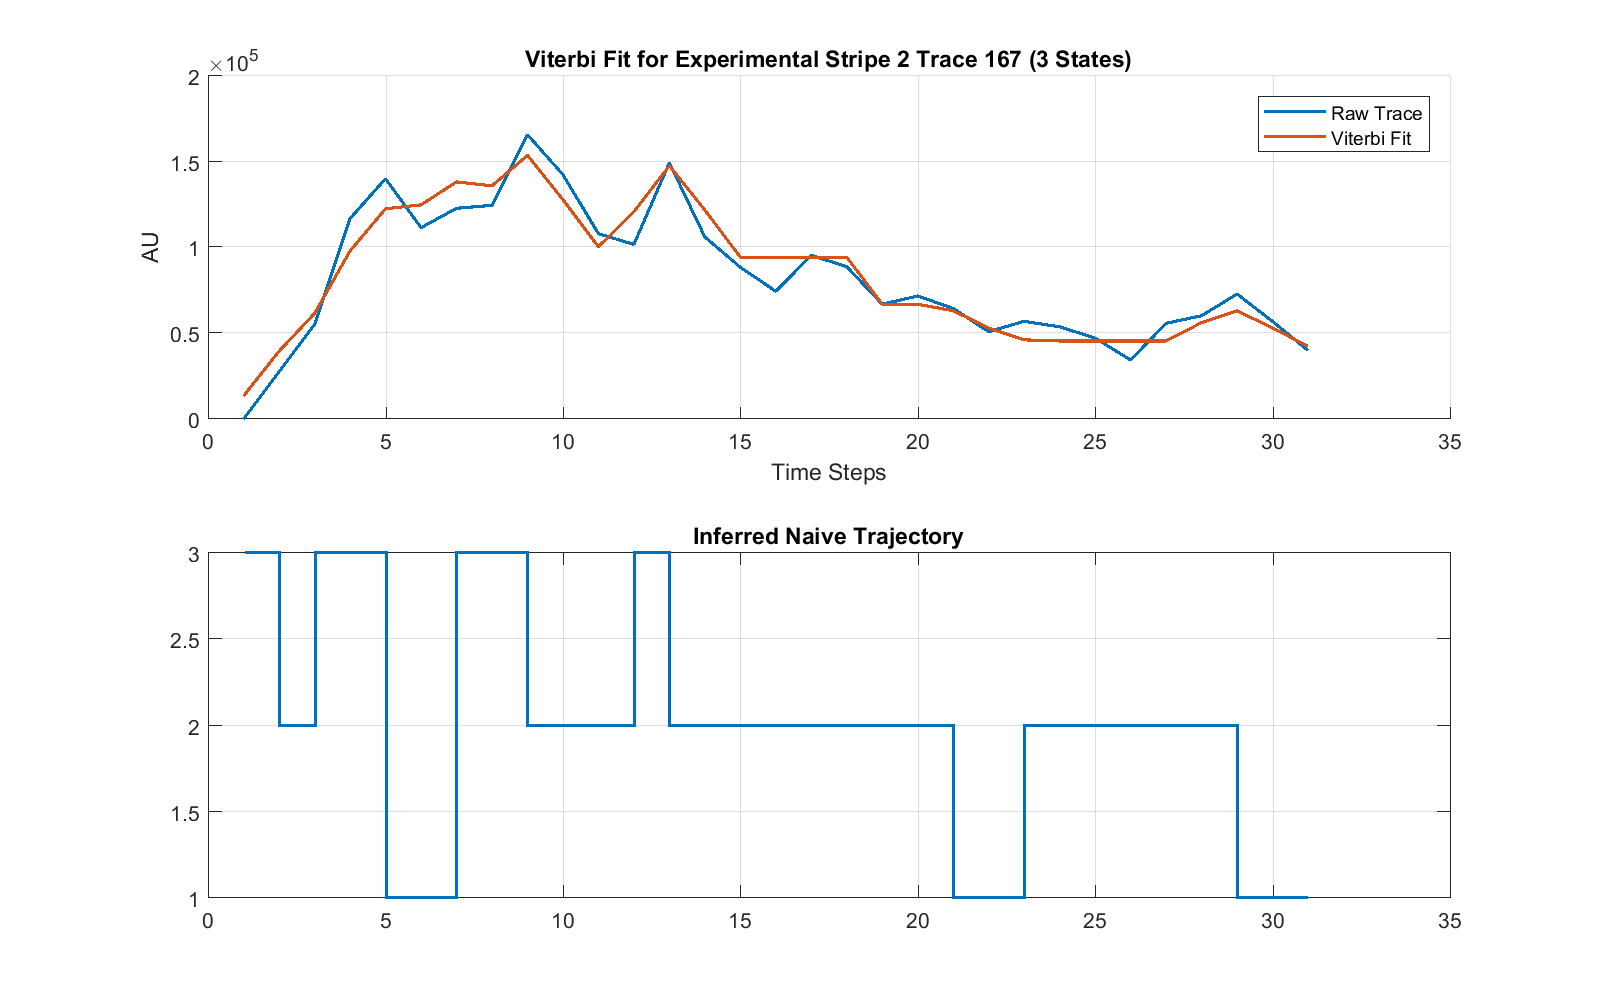 Viterbi Fit for Experimental Stripe 2 Trace 167 (3 States)
×10⁵
2
1.5
1
0.5
0
AU
Raw Trace
Viterbi Fit
0 5 10 15 20 25 30 35
Time Steps
Inferred Naive Trajectory
3
2.5
2
1.5
1
0 5 10 15 20 25 30 35